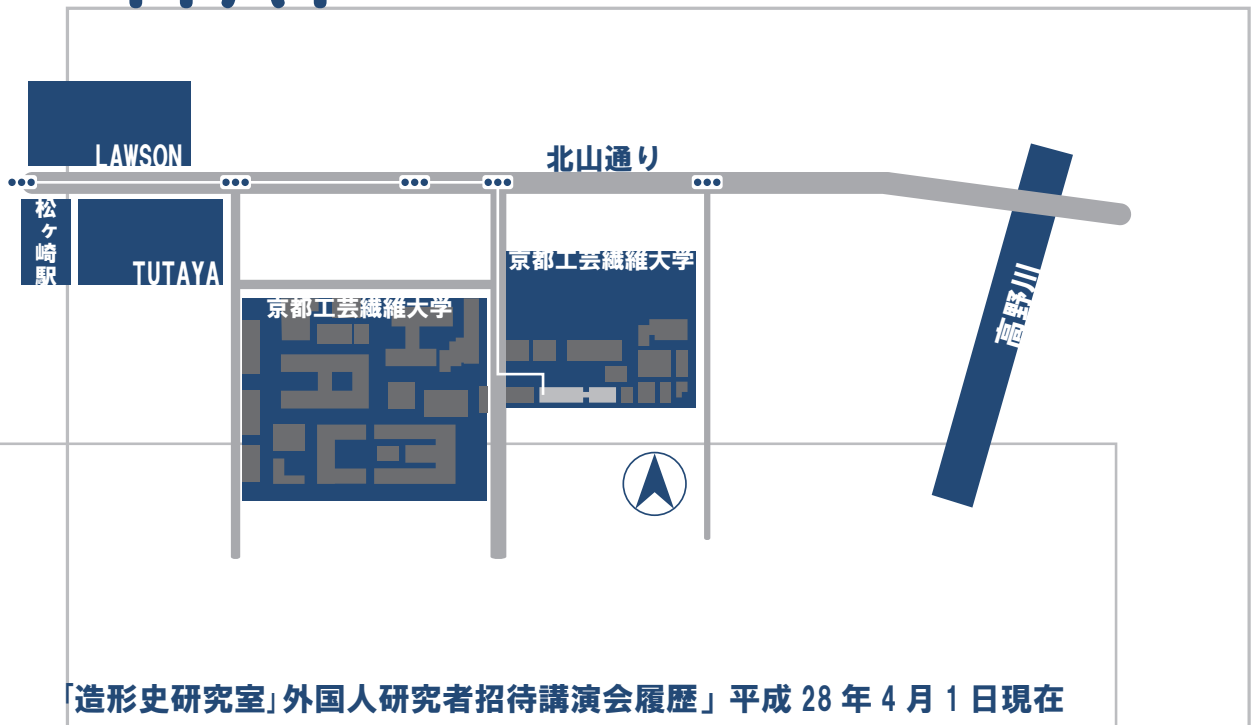 LAWSON
北山通り
松ヶ崎駅
TUTAYA
京都工芸繊維大学
京都工芸繊維大学
高野川
「造形史研究室」外国人研究者招待講演会履歴」平成 28 年 4 月 1 日現在